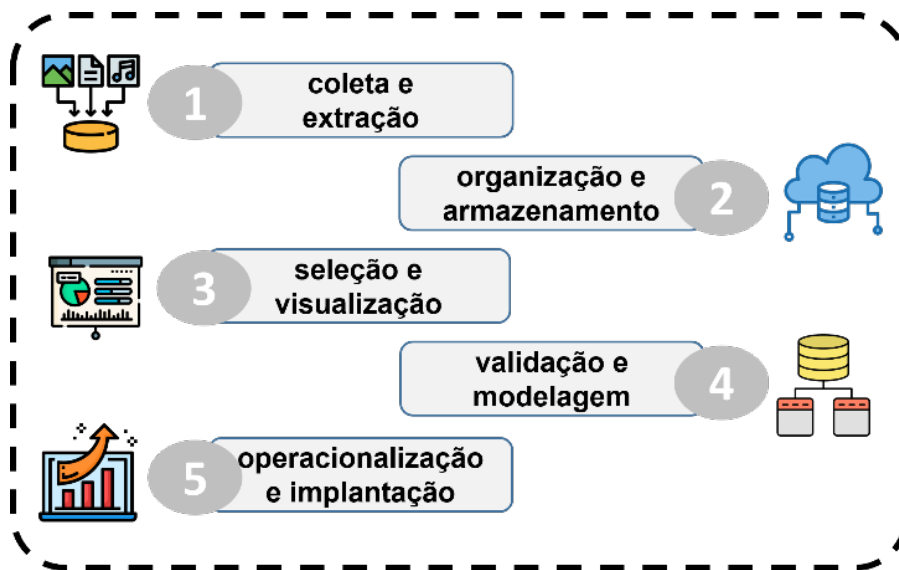 1
coleta e
extração
organização e
armazenamento
2
3
seleção e
visualização
validação e
modelagem
4
5
operacionalização
e implantação